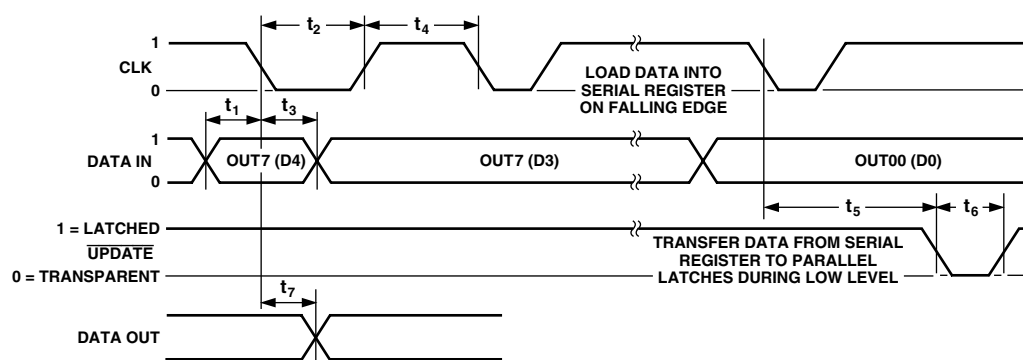 t2
t4
1
CLK
0
LOAD DATA INTO
SERIAL REGISTER
ON FALLING EDGE
t1
t3
1
DATA IN
0
OUT7 (D4)
OUT7 (D3)
OUT00 (D0)
t5
t6
1 = LATCHED
UPDATE
0 = TRANSPARENT
TRANSFER DATA FROM SERIAL
REGISTER TO PARALLEL
LATCHES DURING LOW LEVEL
t7
DATA OUT